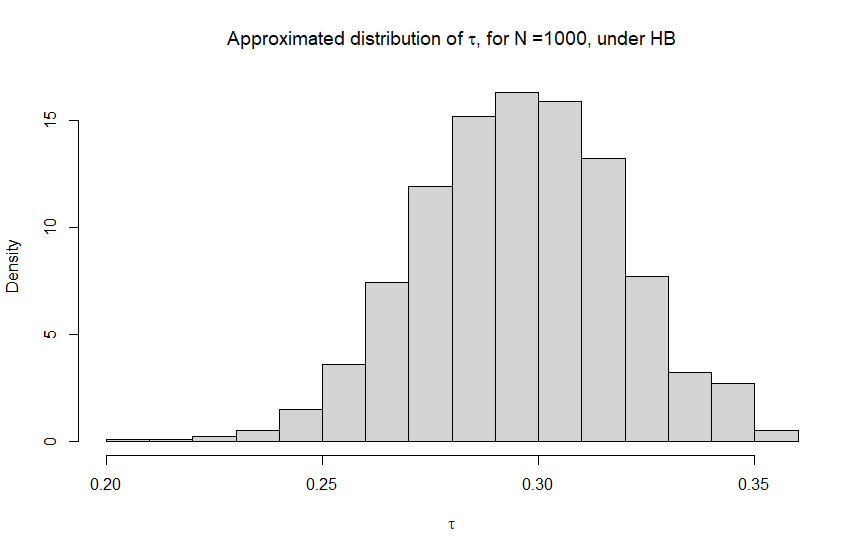 Approximated distribution of τ, for N =1000, under HB
Density
15
10
5
0
0.20 0.25 0.30 0.35
τ